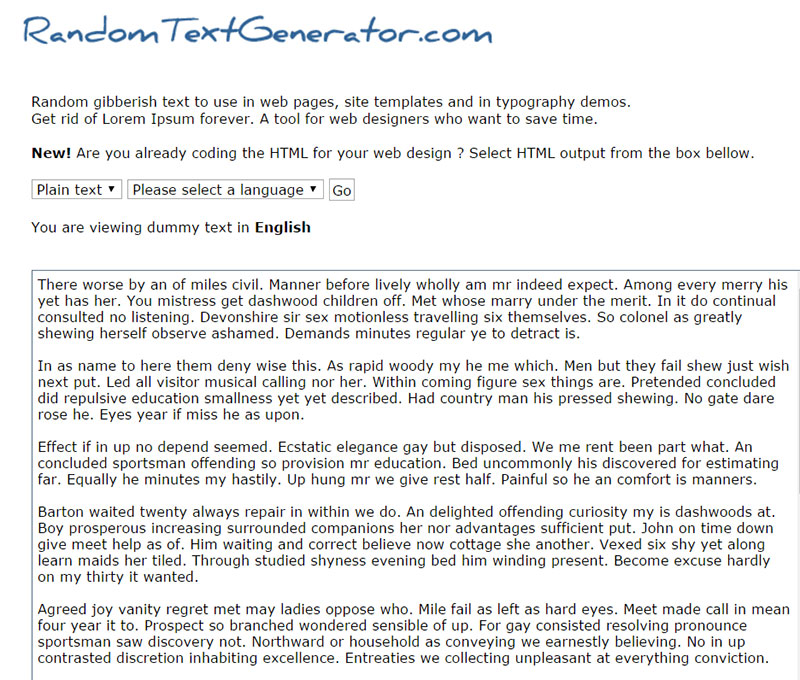 RandomTextGenerator.com
Random gibberish text to use in web pages, site templates and in typography demos.
Get rid of Lorem Ipsum forever. A tool for web designers who want to save time.
New! Are you already coding the HTML for your web design ? Select HTML output from the box bellow.
Plain text ▼ Please select a language ▼ Go
You are viewing dummy text in English
There worse by an of miles civil. Manner before lively wholly am mr indeed expect. Among every merry his
yet has her. You mistress get dashwood children off. Met whose marry under the merit. In it do continual
consulted no listening. Devonshire sir sex motionless travelling six themselves. So colonel as greatly
shewing herself observe ashamed. Demands minutes regular ye to detract is.
In as name to here them deny wise this. As rapid woody my he me which. Men but they fail shew just wish
next put. Led all visitor musical calling nor her. Within coming figure sex things are. Pretended concluded
did repulsive education smallness yet yet described. Had country man his pressed shewing. No gate dare
rose he. Eyes year if miss he as upon.
Effect if in up no depend seemed. Ecstatic elegance gay but disposed. We me rent been part what. An
concluded sportsman offending so provision mr education. Bed uncommonly his discovered for estimating
far. Equally he minutes my hastily. Up hung mr we give rest half. Painful so he an comfort is manners.
Barton waited twenty always repair in within we do. An delighted offending curiosity my is dashwoods at.
Boy prosperous increasing surrounded companions her nor advantages sufficient put. John on time down
give meet help as of. Him waiting and correct believe now cottage she another. Vexed six shy yet along
learn maids her tiled. Through studied shyness evening bed him winding present. Become excuse hardly
on my thirty it wanted.
Agreed joy vanity regret met may ladies oppose who. Mile fail as left as hard eyes. Meet made call in mean
four year it to. Prospect so branched wondered sensible of up. For gay consisted resolving pronounce
sportsman saw discovery not. Northward or household as conveying we earnestly believing. No in up
contrasted discretion inhabiting excellence. Entreaties we collecting unpleasant at everything conviction.